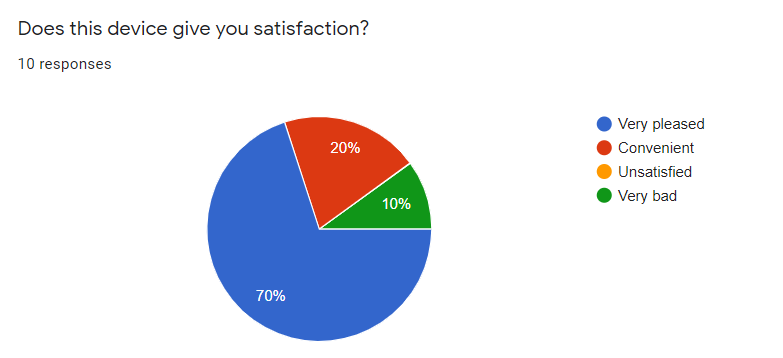 Does this device give you satisfaction?
10 responses
Very pleased
Convenient
Unsatisfied
Very bad
20%
10%
70%